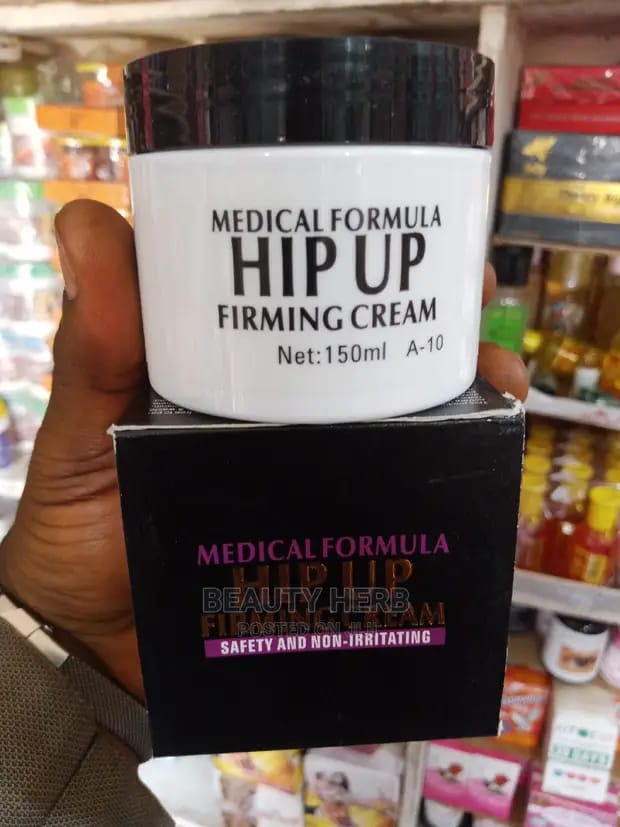 MEDICAL FORMULA
HIP UP
FIRMING CREAM
Net:150ml A-10
MEDICAL FORMULA
HIP UP
BEAUTY HERB
FIRMING CREAM
POSTED ON JIJI
SAFETY AND NON-IRRITATING